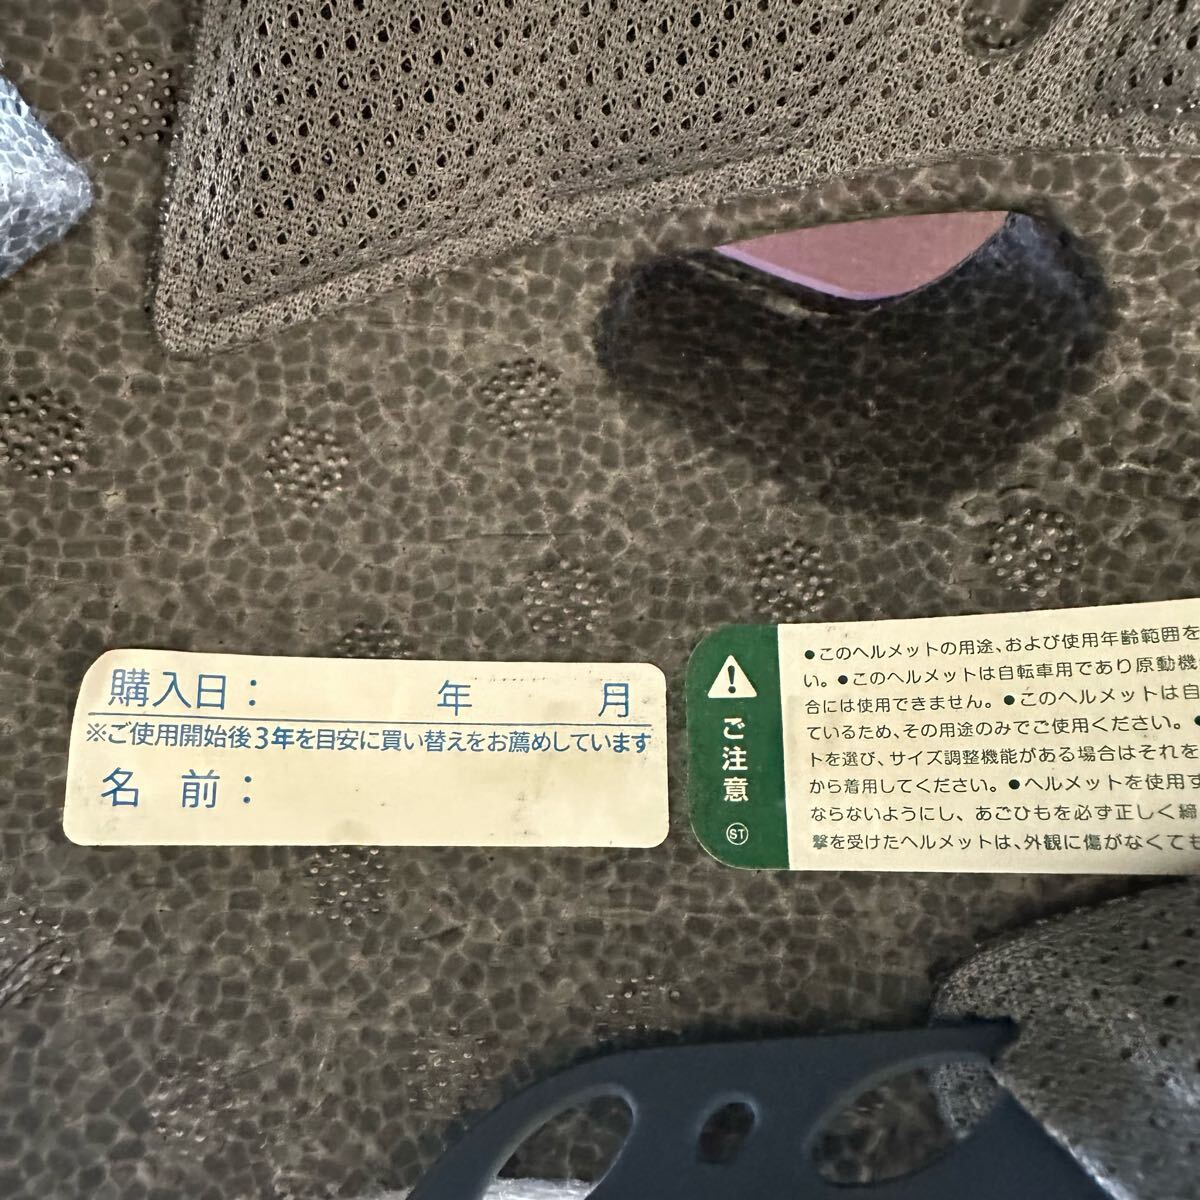 購入日： 年 月
※ご使用開始後3年を目安に買い替えをお薦めしています
名 前：
ご注意
ST
●このヘルメットの用途、および使用年齢範囲を
い。●このヘルメットは自転車用であり原動機
合には使用できません。●このヘルメットは自
ているため、その用途のみでご使用ください。●
トを選び、サイズ調整機能がある場合はそれを
から着用してください。●ヘルメットを使用す
ならないようにし、あごひもを必ず正しく締
撃を受けたヘルメットは、外観に傷がなくても